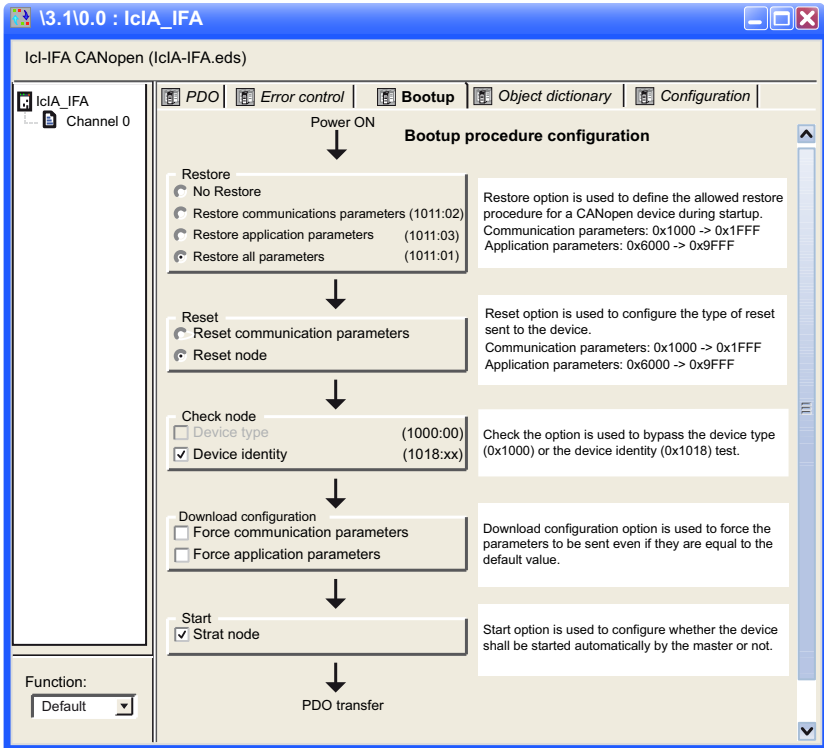 \3.1\0.0 : IcIA_IFA
IcI-IFA CANopen (IcIA-IFA.eds)
IcIA_IFA
Channel 0
PDO
Error control
Bootup
Object dictionary
Configuration
Power ON
Bootup procedure configuration
Restore
No Restore
Restore communications parameters (1011:02)
Restore application parameters (1011:03)
Restore all parameters (1011:01)
Restore option is used to define the allowed restore
procedure for a CANopen device during startup.
Communication parameters: 0x1000 -> 0x1FFF
Application parameters: 0x6000 -> 0x9FFF
Reset
Reset communication parameters
Reset node
Reset option is used to configure the type of reset
sent to the device.
Communication parameters: 0x1000 -> 0x1FFF
Application parameters: 0x6000 -> 0x9FFF
Check node
Device type (1000:00)
Device identity (1018:xx)
Check the option is used to bypass the device type
(0x1000) or the device identity (0x1018) test.
Download configuration
Force communication parameters
Force application parameters
Download configuration option is used to force the
parameters to be sent even if they are equal to the
default value.
Start
Strat node
Start option is used to configure whether the device
shall be started automatically by the master or not.
PDO transfer
Function:
Default